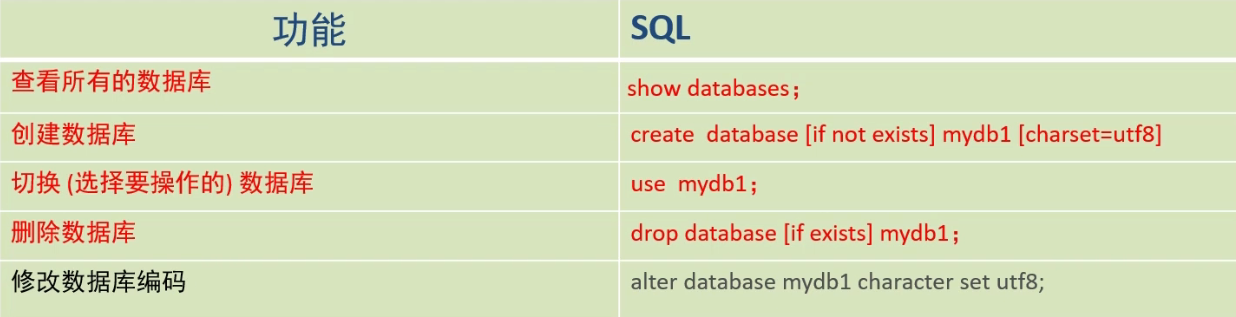 功能 SQL
查看所有的数据库 show databases；
创建数据库 create  database [if not exists] mydb1 [charset=utf8]
切换 (选择要操作的) 数据库 use  mydb1；
删除数据库 drop database [if exists] mydb1；
修改数据库编码 alter database mydb1 character set utf8;